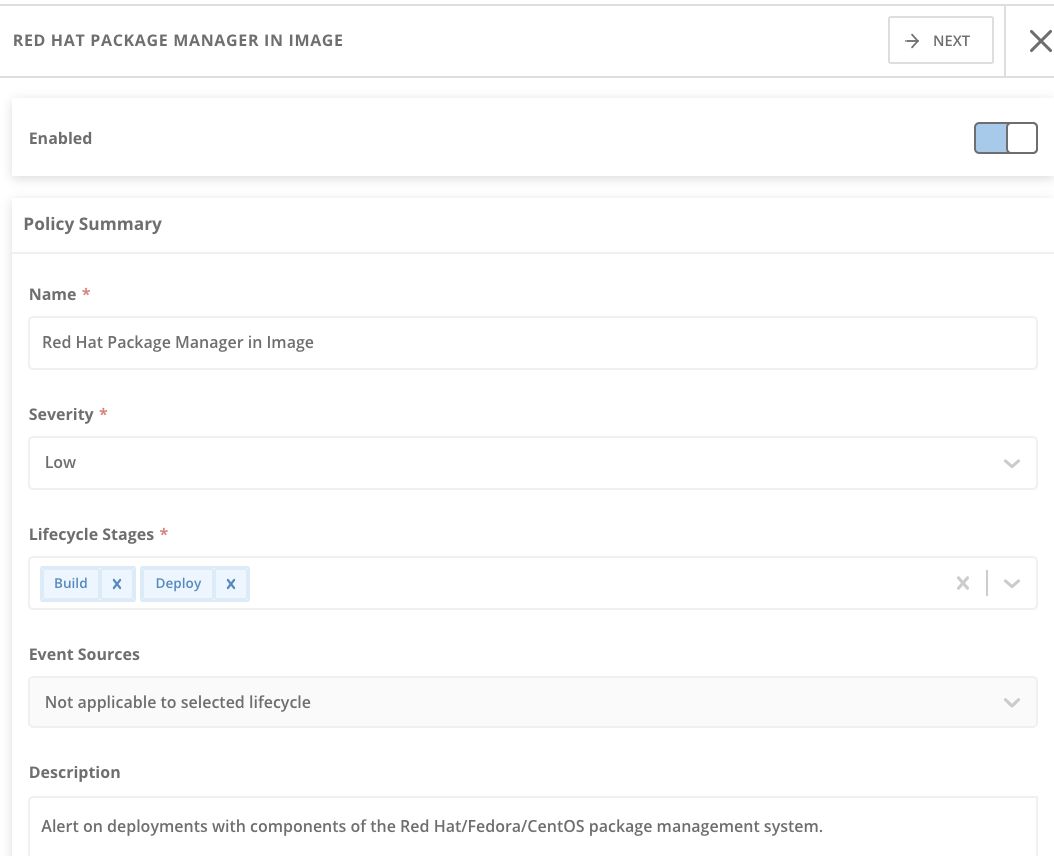 RED HAT PACKAGE MANAGER IN IMAGE
NEXT
Enabled
Policy Summary
Name *
Red Hat Package Manager in Image
Severity *
Low
Lifecycle Stages *
Build x Deploy x
Event Sources
Not applicable to selected lifecycle
Description
Alert on deployments with components of the Red Hat/Fedora/CentOS package management system.